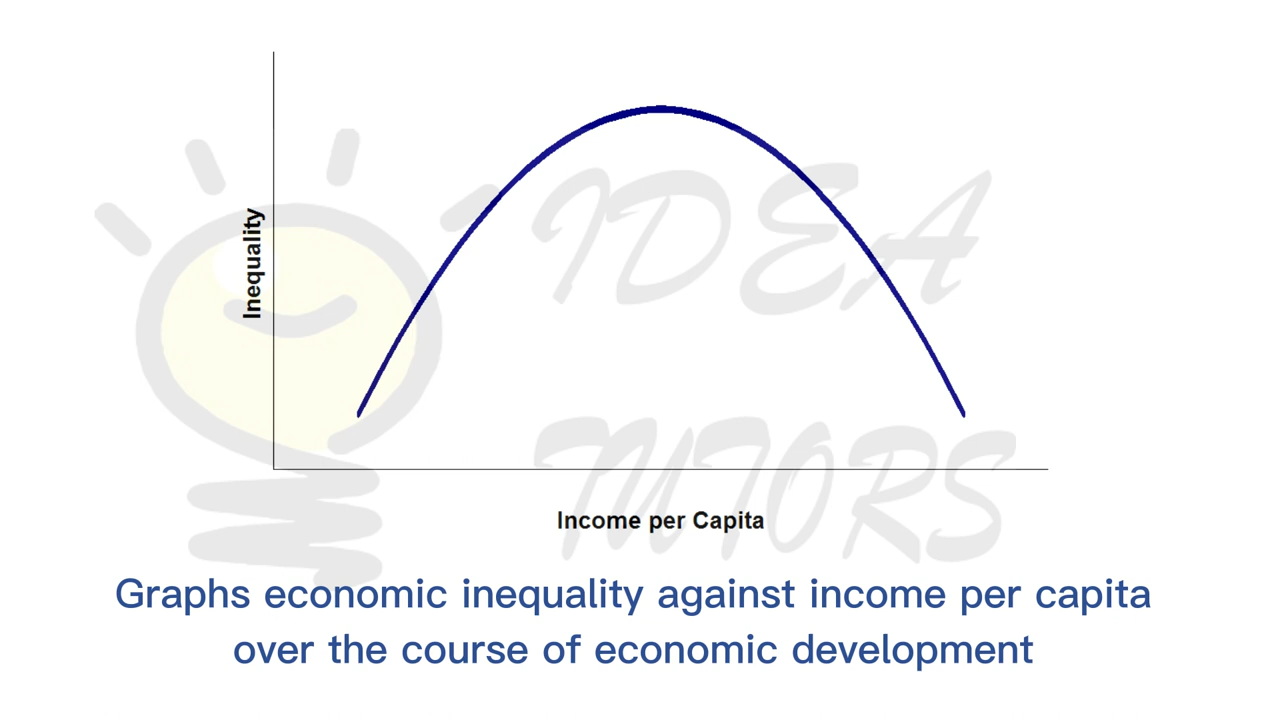 Inequality
IDEA
TUTORS
Income per Capita
Graphs economic inequality against income per capita
over the course of economic development